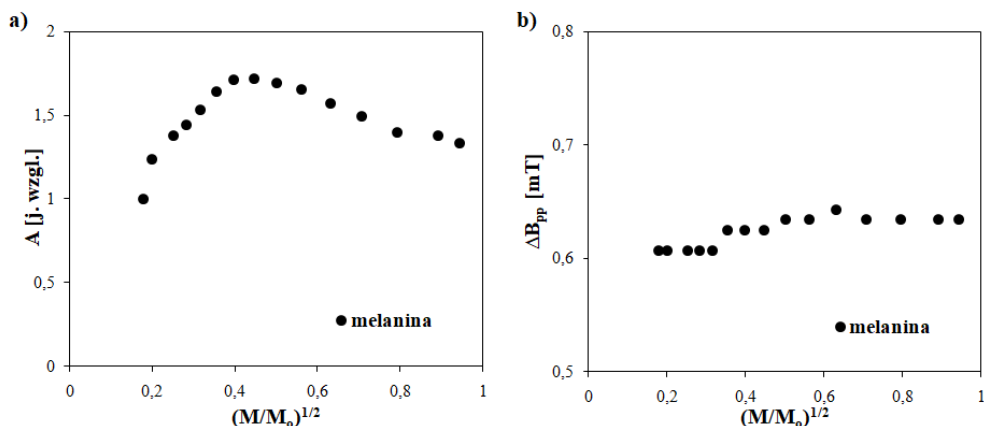 a)
2
1,5
1
0,5
0
A [j. wzgl.]
melanina
0
0,2
0,4
0,6
0,8
1
(M/Mₒ)^1/2
b)
0,8
0,7
0,6
0,5
ΔBpp [mT]
melanina
0
0,2
0,4
0,6
0,8
1
(M/Mₒ)^1/2